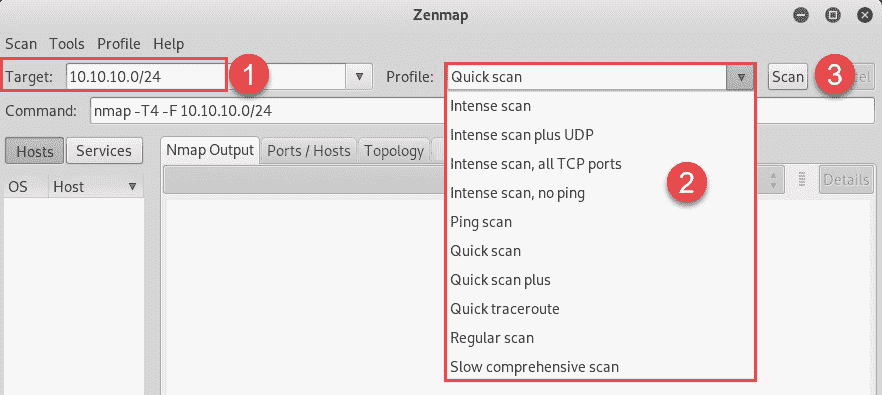 Zenmap
Scan Tools Profile Help
Target: 10.10.10.0/24 1 Profile: Quick scan Scan 3
Command: nmap -T4 -F 10.10.10.0/24
Intense scan
Intense scan plus UDP
Intense scan, all TCP ports
Intense scan, no ping
Ping scan
Quick scan
Quick scan plus
Quick traceroute
Regular scan
Slow comprehensive scan
2
Hosts Services Nmap Output Ports / Hosts Topology
OS Host Details